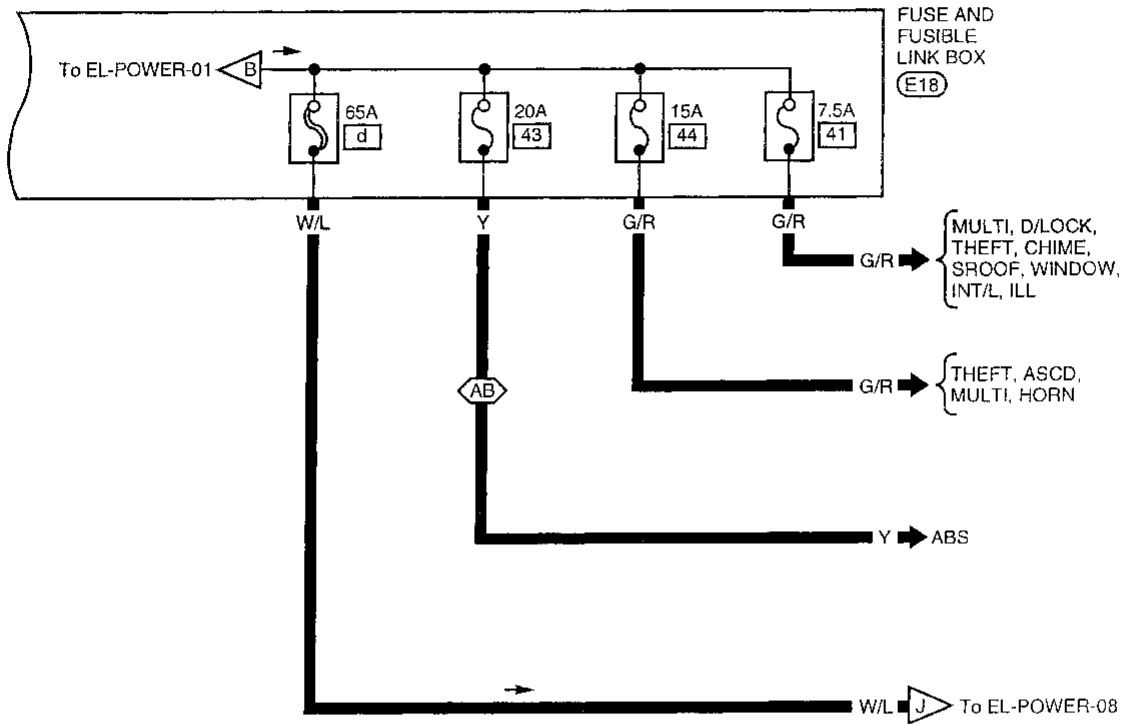 FUSE AND
FUSIBLE
LINK BOX
E18
To EL-POWER-01 B
65A
d
20A
43
15A
44
7.5A
41
W/L
Y
G/R
G/R
G/R
MULTI, D/LOCK,
THEFT, CHIME,
SROOF, WINDOW,
INT/L, ILL
G/R
THEFT, ASCD,
MULTI, HORN
AB
Y ABS
W/L J To EL-POWER-08